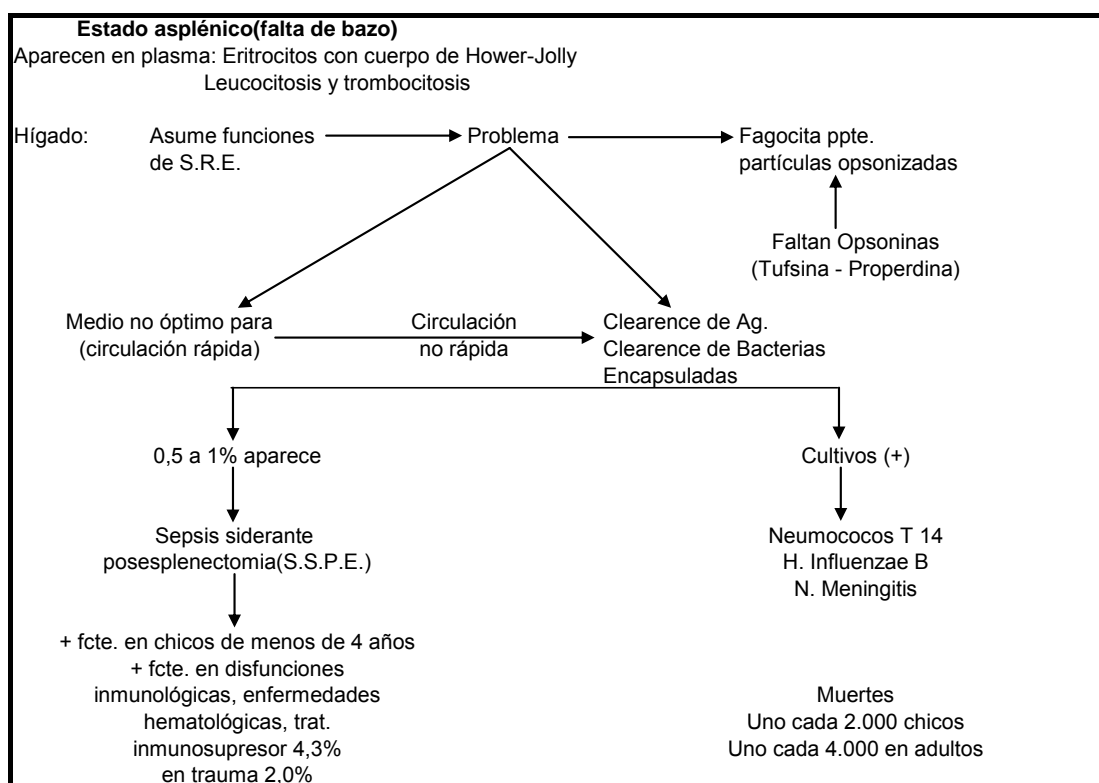 Estado asplénico(falta de bazo)
Aparecen en plasma: Eritrocitos con cuerpo de Hower-Jolly
Leucocitosis y trombocitosis
Hígado:
Asume funciones
de S.R.E.
Problema
Fagocita ppte.
partículas opsonizadas
Faltan Opsoninas
(Tufsina - Properdina)
Medio no óptimo para
(circulación rápida)
Circulación
no rápida
Clearence de Ag.
Clearence de Bacterias
Encapsuladas
0,5 a 1% aparece
Cultivos (+)
Sepsis siderante
posesplenectomia(S.S.P.E.)
Neumococos T 14
H. Influenzae B
N. Meningitis
+ fcte. en chicos de menos de 4 años
+ fcte. en disfunciones
inmunológicas, enfermedades
hematológicas, trat.
inmunosupresor 4,3%
en trauma 2,0%
Muertes
Uno cada 2.000 chicos
Uno cada 4.000 en adultos